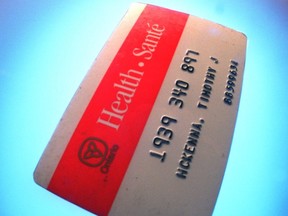 Health • Santé
Ontario
1939 340 897
MCKENNA, TIMOTHY J